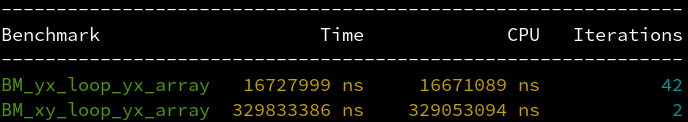 ---------------------------------------------------------------
Benchmark                     Time             CPU   Iterations
---------------------------------------------------------------
BM_yx_loop_yx_array    16727999 ns     16671089 ns           42
BM_xy_loop_yx_array   329833386 ns    329053094 ns            2